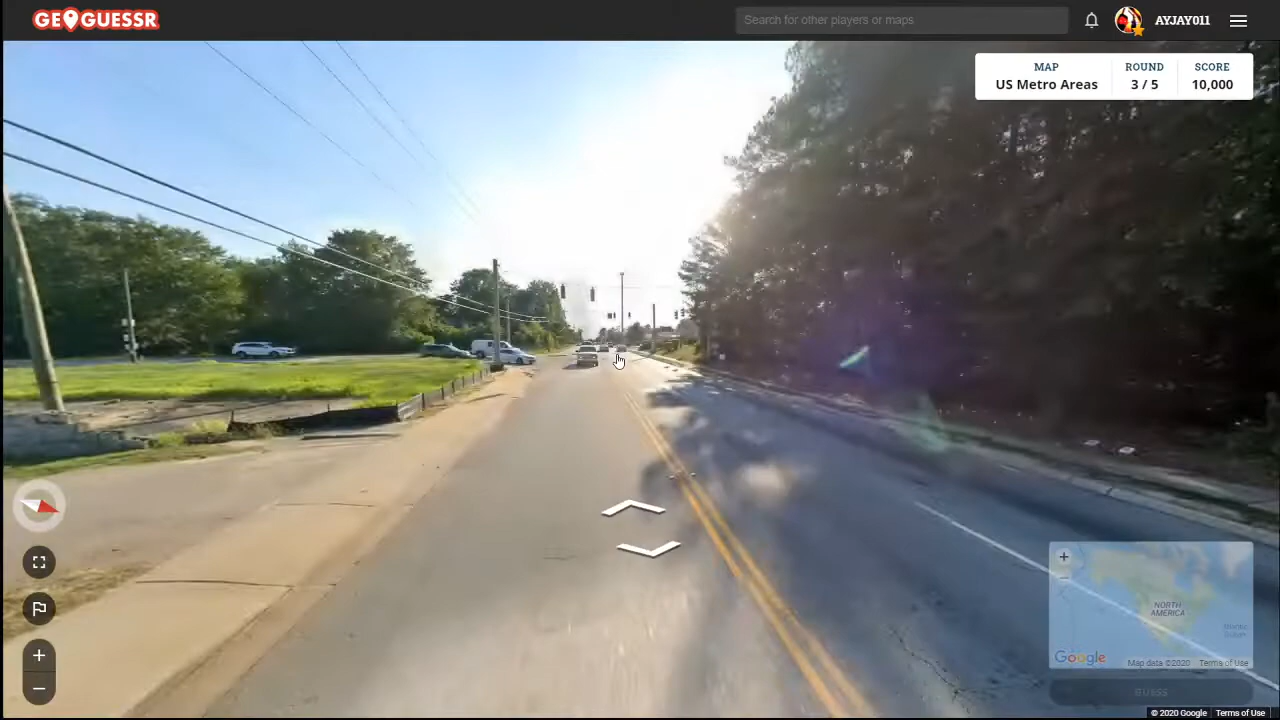 GEOGUESSR
Search for other players or maps
AYJAY011
MAP ROUND SCORE
US Metro Areas 3 / 5 10,000
NORTH
AMERICA
Google Map data ©2020 Terms of Use
GUESS
© 2020 Google Terms of Use